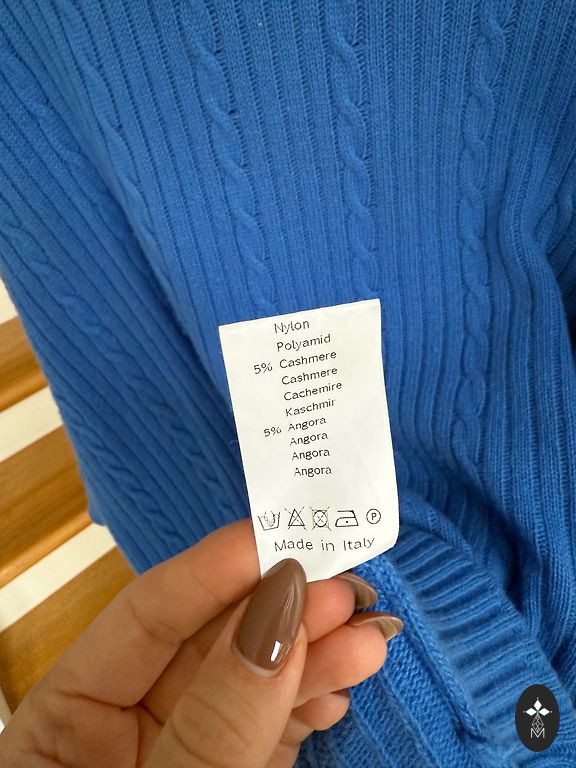 Nylon
Polyamid
5% Cashmere
Cashmere
Cachemire
Kaschmir
5% Angora
Angora
Angora
Angora
P
Made in Italy
M